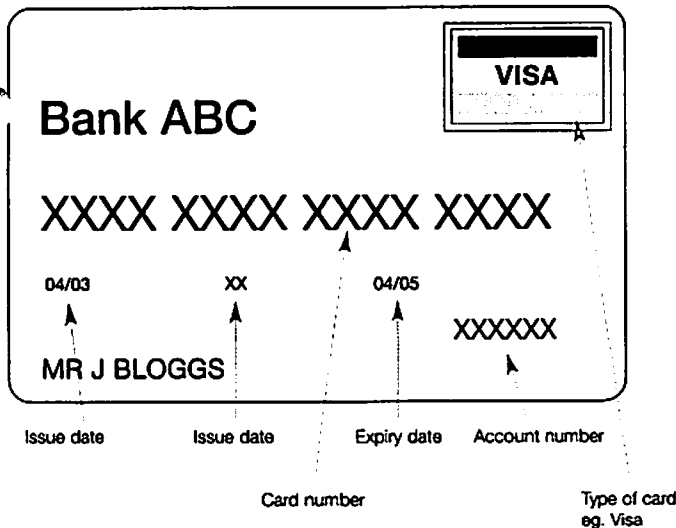 VISA
Bank ABC
XXXX XXXX XXXX XXXX
04/03 XX 04/05
XXXXXX
MR J BLOGGS
Issue date Issue date Expiry date Account number
Card number Type of card
eg. Visa